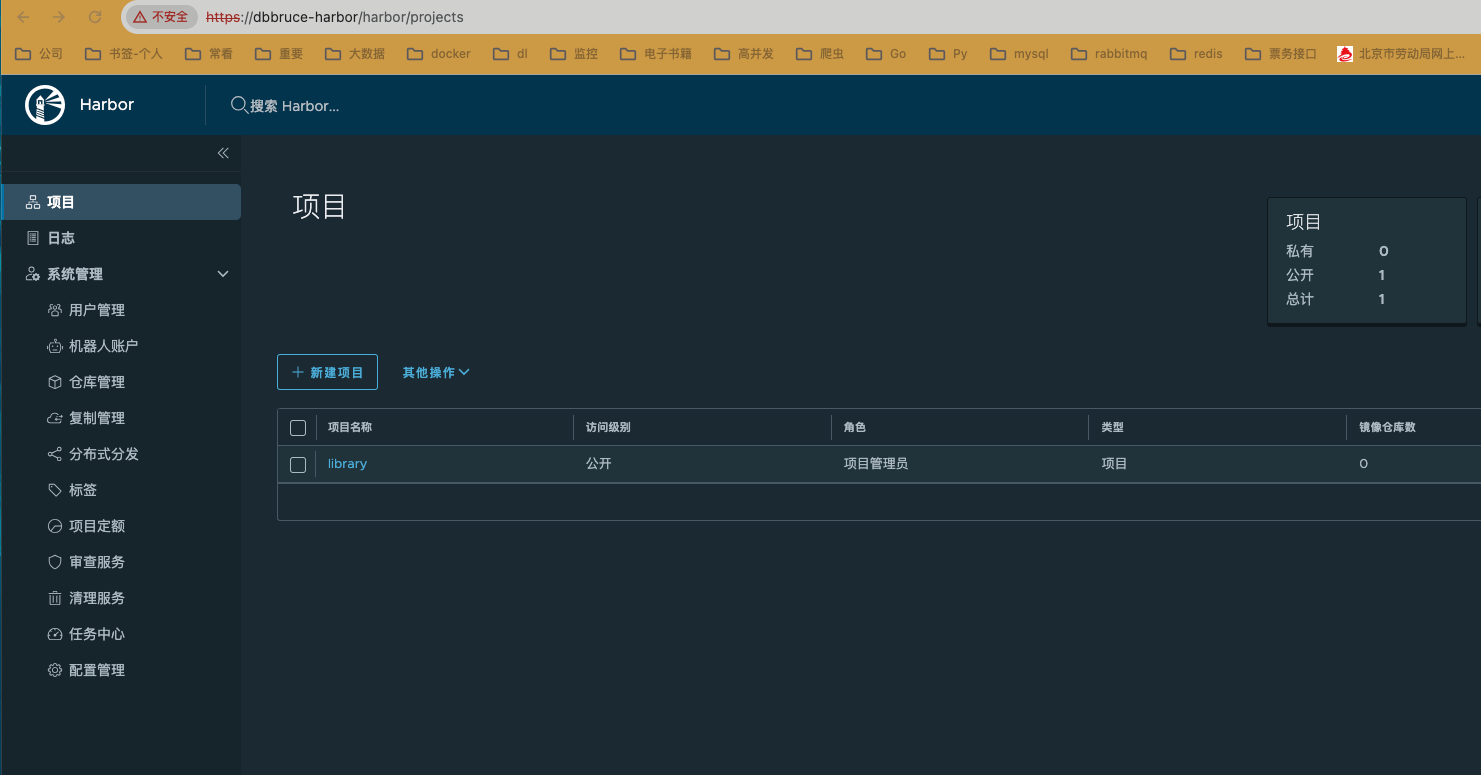 不安全 https://dbbruce-harbor/harbor/projects
公司 书签-个人 常看 重要 大数据 docker dl 监控 电子书籍 高并发 爬虫 Go Py mysql rabbitmq redis 票务接口 北京市劳动局网上...
Harbor 搜索 Harbor...
项目
日志
系统管理
用户管理
机器人账户
仓库管理
复制管理
分布式分发
标签
项目定额
审查服务
清理服务
任务中心
配置管理
项目
项目
私有 0
公开 1
总计 1
新建项目 其他操作
项目名称 访问级别 角色 类型 镜像仓库数
library 公开 项目管理员 项目 0